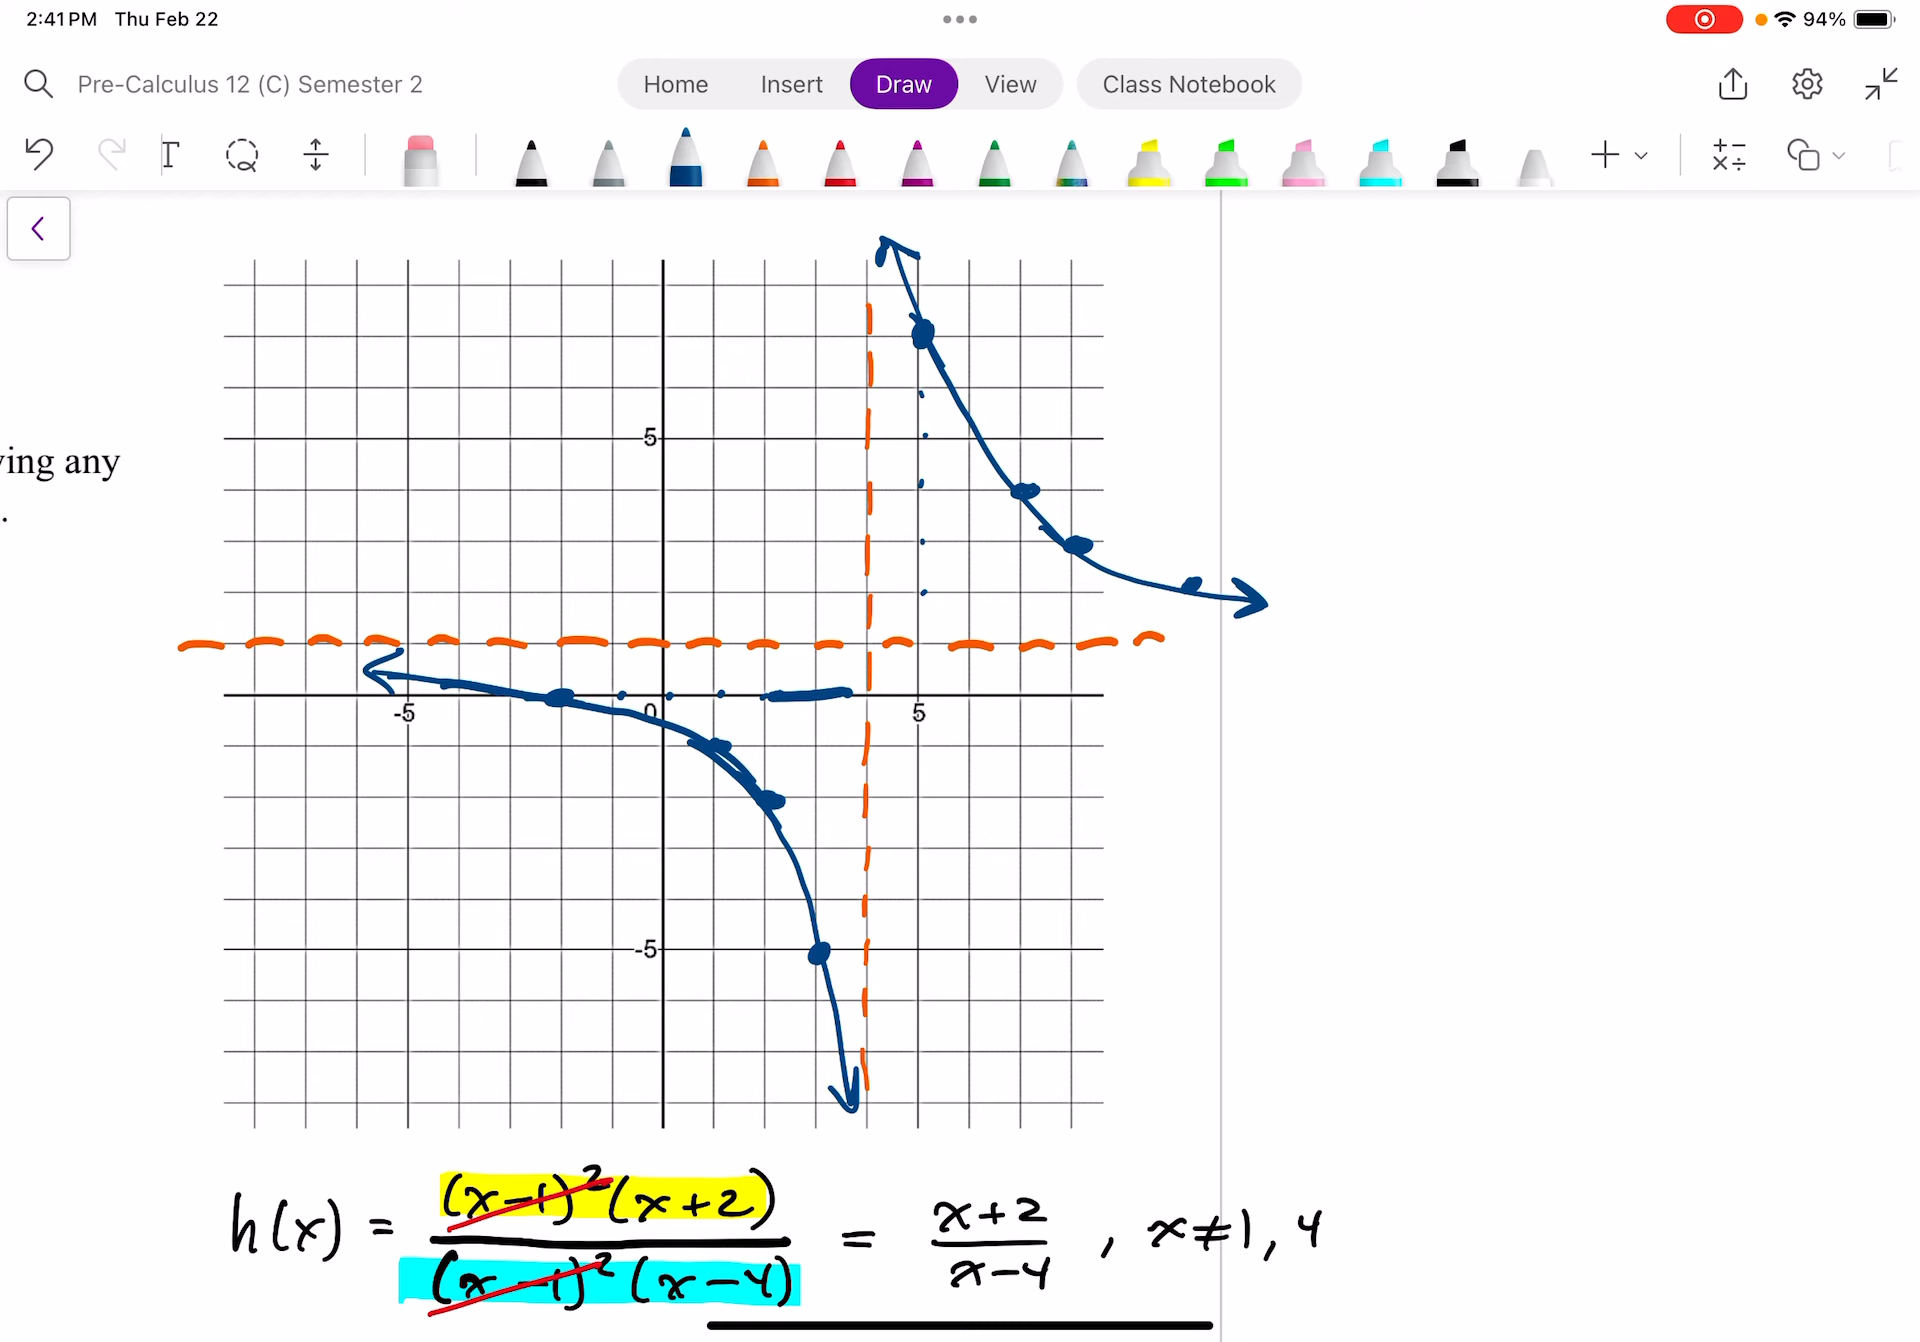 2:41 PM Thu Feb 22
94%
Pre-Calculus 12 (C) Semester 2
Home Insert Draw View Class Notebook
ving any
.
5
-5 0 5
-5
h(x) = (x-1)²(x+2) / (x-1)²(x-4) = x+2 / x-4 , x≠1, 4